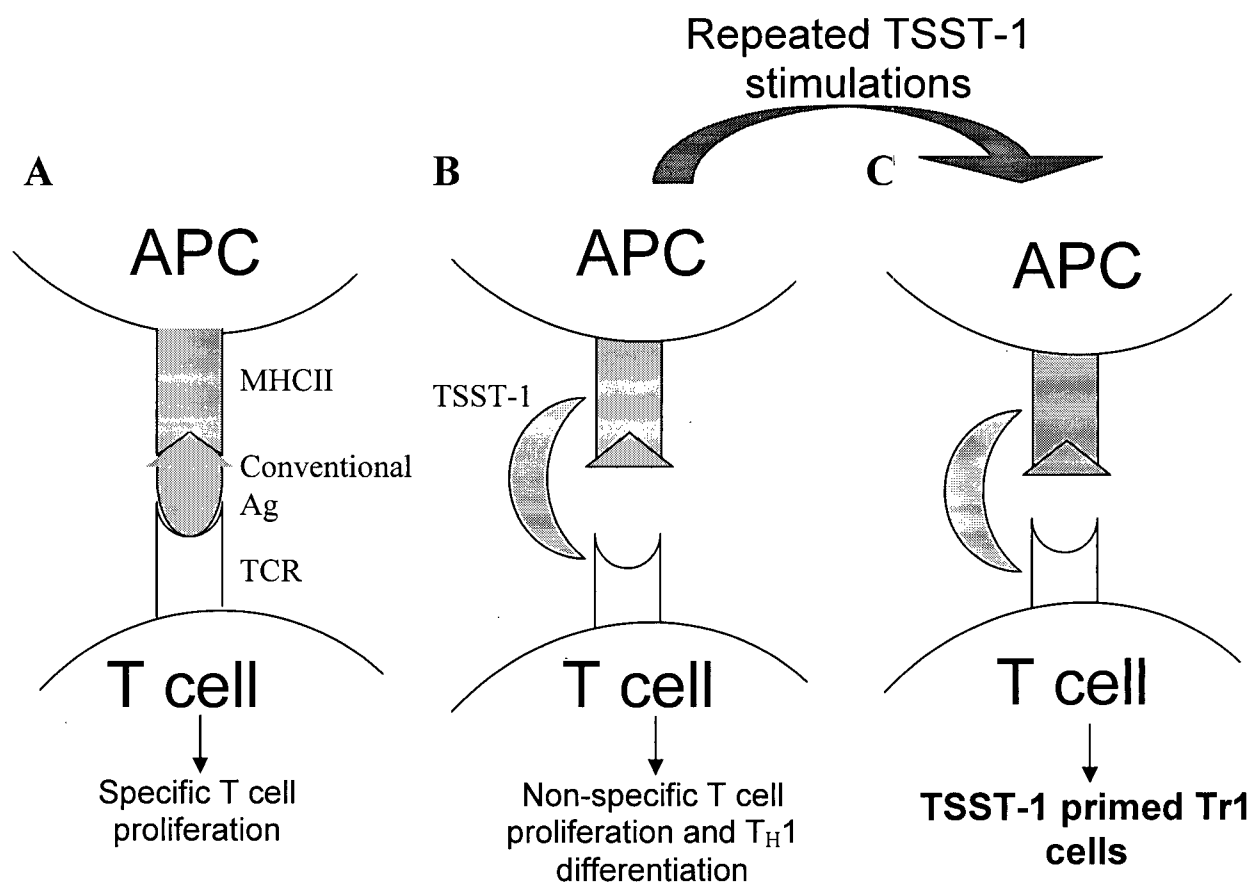 Repeated TSST-1
stimulations
A
B
C
APC
APC
APC
MHCII
Conventional
Ag
TCR
TSST-1
T cell
T cell
T cell
Specific T cell
proliferation
Non-specific T cell
proliferation and TH1
differentiation
TSST-1 primed Tr1
cells